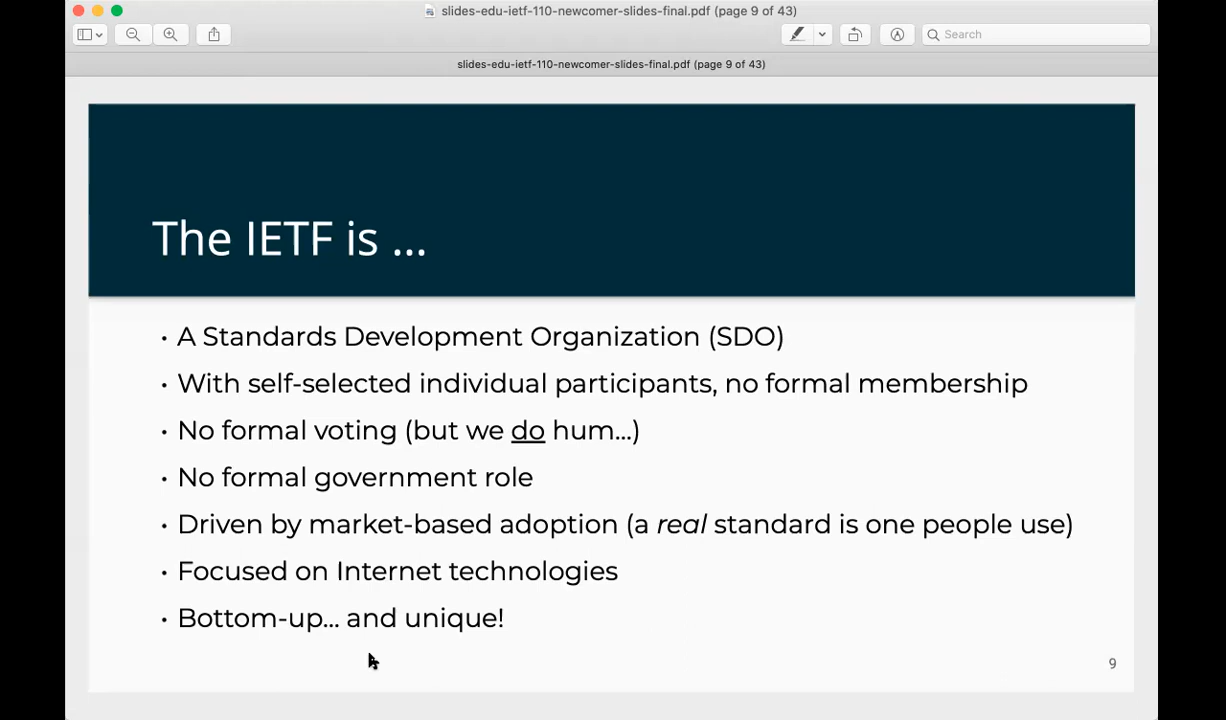 slides-edu-ietf-110-newcomer-slides-final.pdf (page 9 of 43)
Search
slides-edu-ietf-110-newcomer-slides-final.pdf (page 9 of 43)
The IETF is ...
• A Standards Development Organization (SDO)
• With self-selected individual participants, no formal membership
• No formal voting (but we do hum...)
• No formal government role
• Driven by market-based adoption (a real standard is one people use)
• Focused on Internet technologies
• Bottom-up... and unique!
9